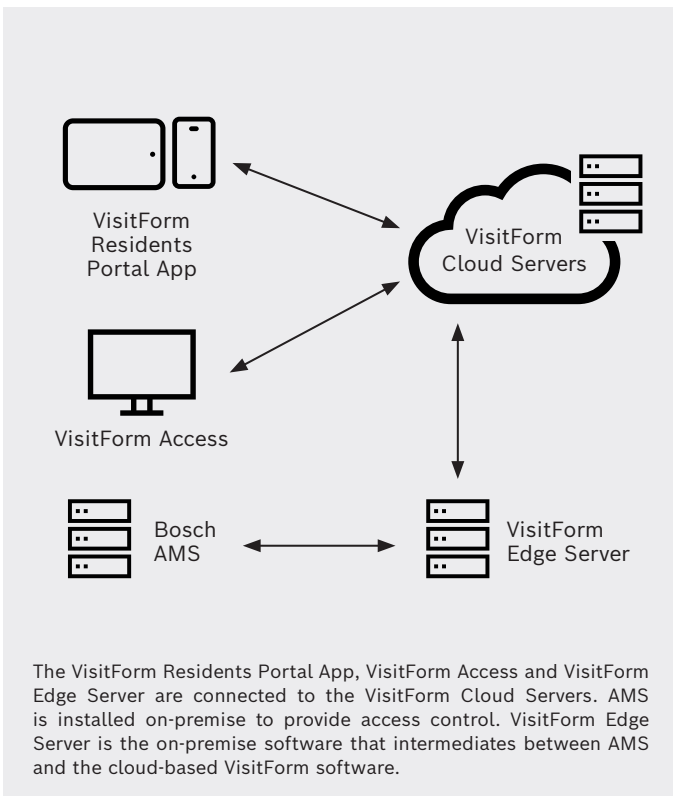 VisitForm
Residents
Portal App
VisitForm
Cloud Servers
VisitForm Access
Bosch
AMS
VisitForm
Edge Server
The VisitForm Residents Portal App, VisitForm Access and VisitForm
Edge Server are connected to the VisitForm Cloud Servers. AMS
is installed on-premise to provide access control. VisitForm Edge
Server is the on-premise software that intermediates between AMS
and the cloud-based VisitForm software.